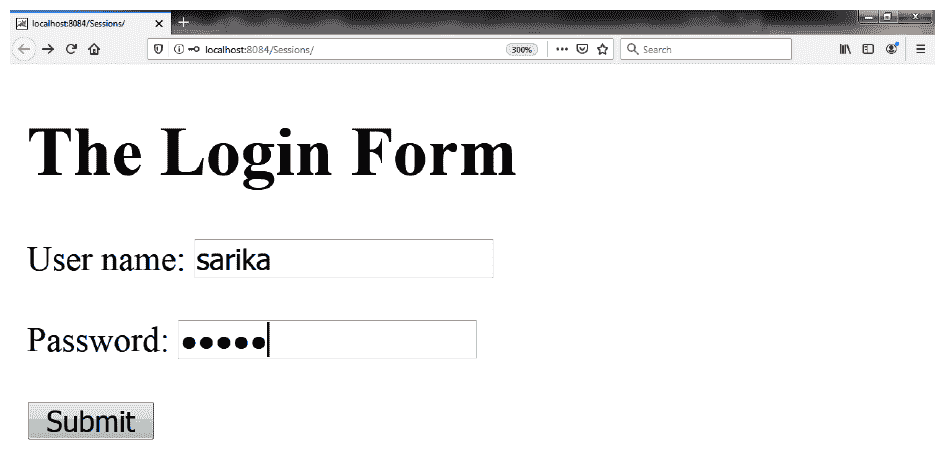 localhost:8084/Sessions/
localhost:8084/Sessions/ 300% Search
The Login Form
User name: sarika
Password: •••••
Submit